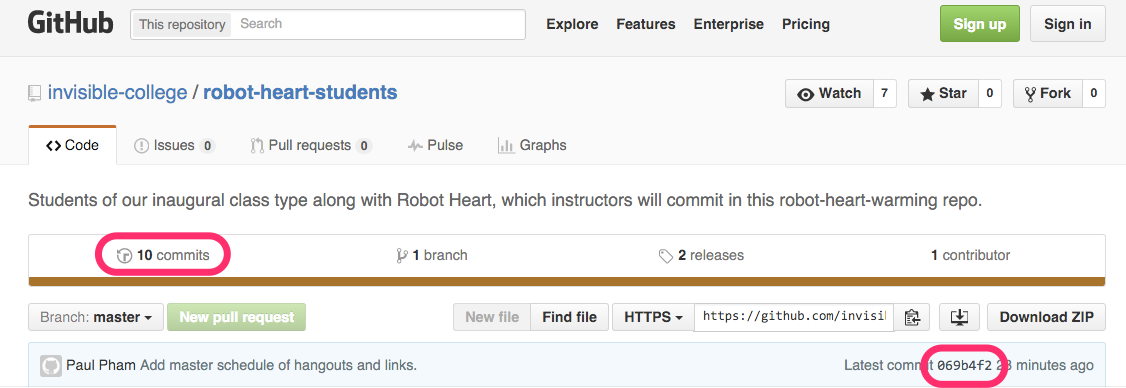 GitHub This repository Search Explore Features Enterprise Pricing Sign up Sign in
invisible-college / robot-heart-students Watch 7 Star 0 Fork 0
Code Issues 0 Pull requests 0 Pulse Graphs
Students of our inaugural class type along with Robot Heart, which instructors will commit in this robot-heart-warming repo.
10 commits 1 branch 2 releases 1 contributor
Branch: master New pull request New file Find file HTTPS https://github.com/invisil Download ZIP
Paul Pham Add master schedule of hangouts and links. Latest commit 069b4f2 minutes ago